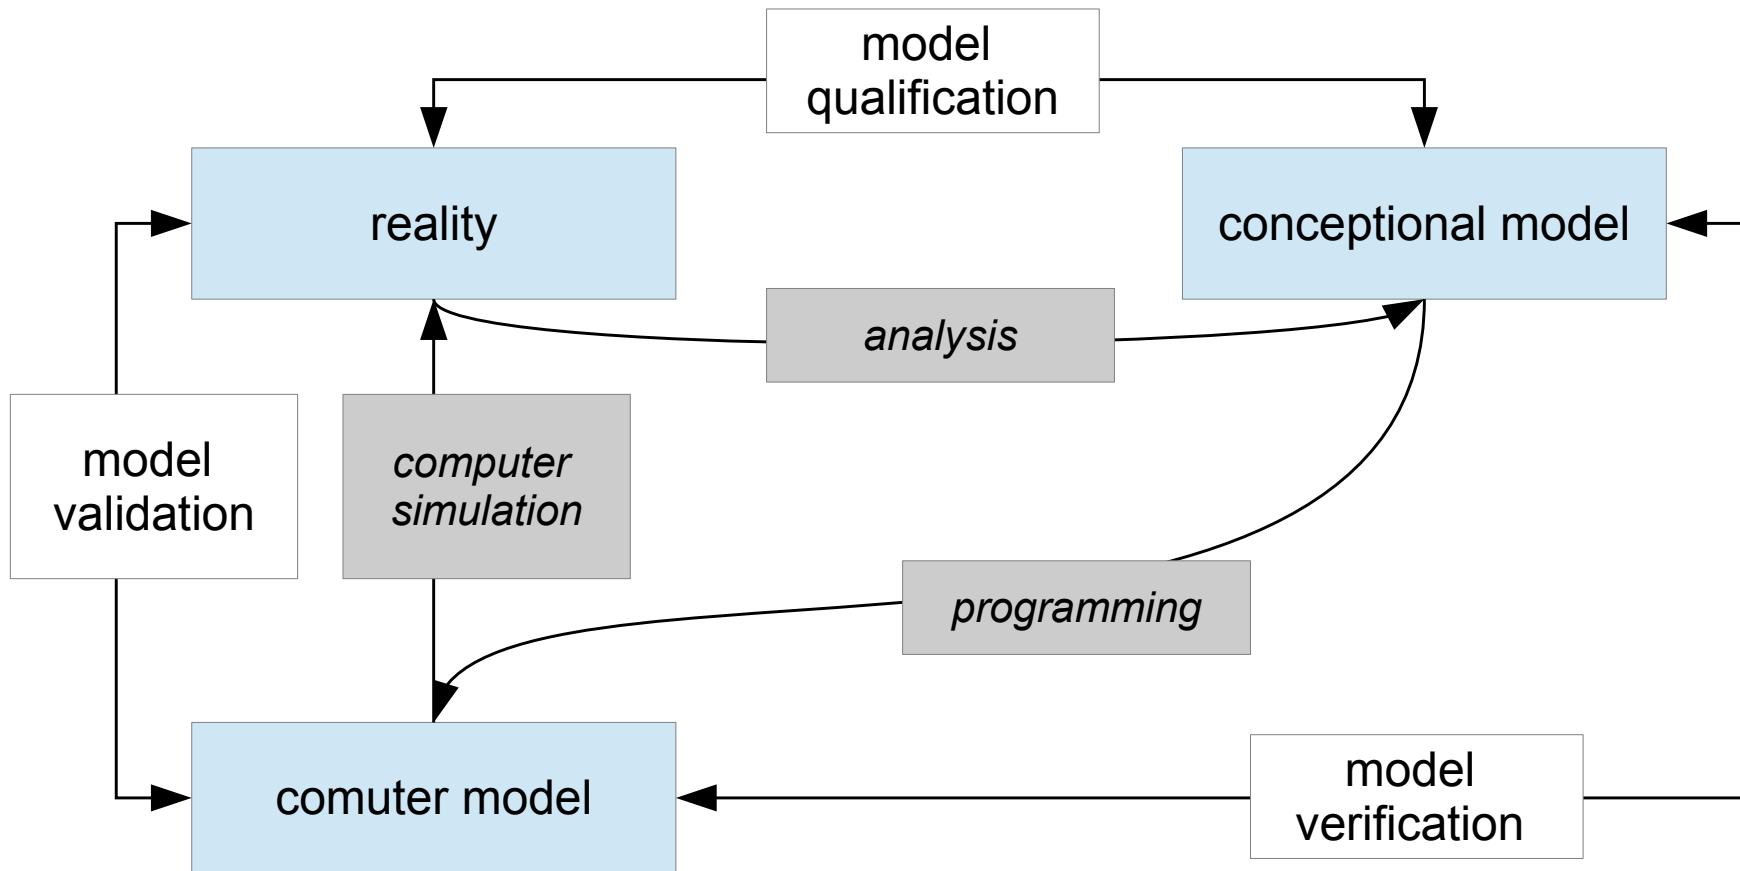 model
qualification
reality
conceptional model
analysis
model
validation
computer
simulation
programming
comuter model
model
verification